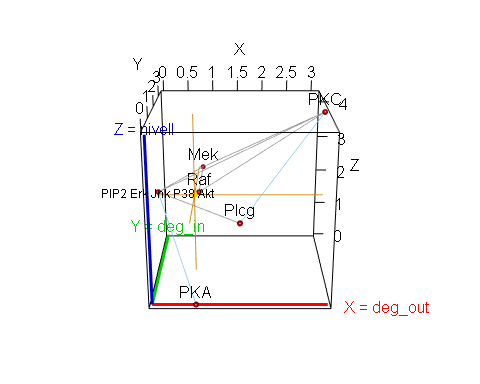 X
Y
0 0.5 1 1.5 2 2.5 3
3
2
1
0
PKC
4
Z = nivell
3
Mek
Z
2
Raf
PIP2 Erk Jnk P38 Akt
1
Plcg
Y = deg_in
0
PKA
X = deg_out